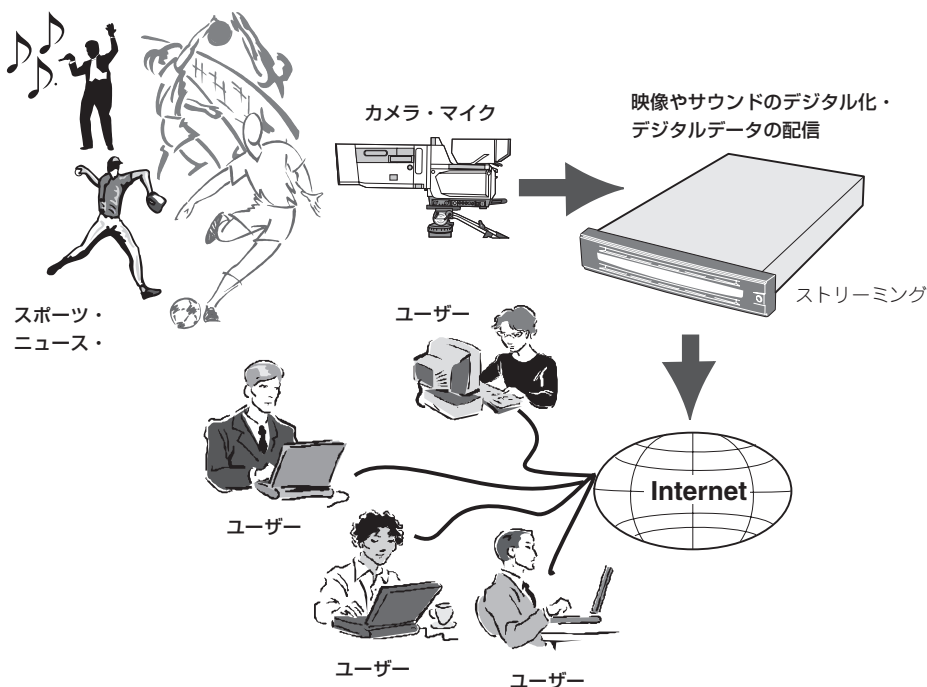 カメラ・マイク
映像やサウンドのデジタル化・
デジタルデータの配信
ストリーミング
スポーツ・
ニュース・
ユーザー
Internet
ユーザー
ユーザー
ユーザー